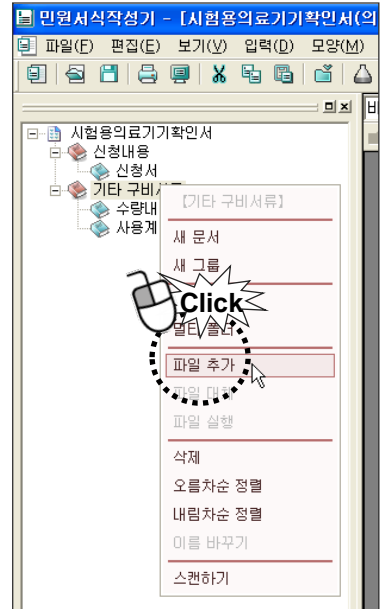 민원서식작성기 - [시험용의료기기확인서(의
파일(F) 편집(E) 보기(V) 입력(D) 모양(M)
시험용의료기기확인서
신청내용
신청서
기타 구비서류
수량내
사용계
[기타 구비서류]
새 문서
새 그룹
Click
멀티 폴더
파일 추가
파일 대체
파일 실행
삭제
오름차순 정렬
내림차순 정렬
이름 바꾸기
스캔하기